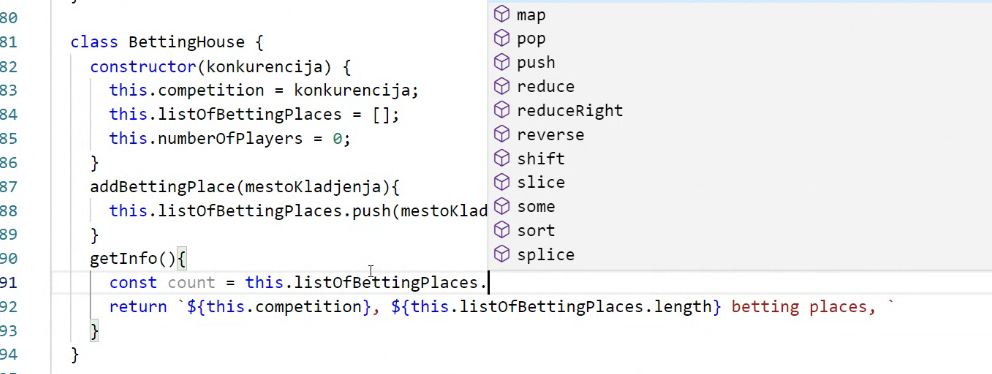 80
81 class BettingHouse {
82 constructor(konkurencija) {
83 this.competition = konkurencija;
84 this.listOfBettingPlaces = [];
85 this.numberOfPlayers = 0;
86 }
87 addBettingPlace(mestoKladjenja){
88 this.listOfBettingPlaces.push(mestoKlad
89 }
90 getInfo(){
91 const count = this.listOfBettingPlaces.
92 return `${this.competition}, ${this.listOfBettingPlaces.length} betting places, `
93 }
94 }
map
pop
push
reduce
reduceRight
reverse
shift
slice
some
sort
splice